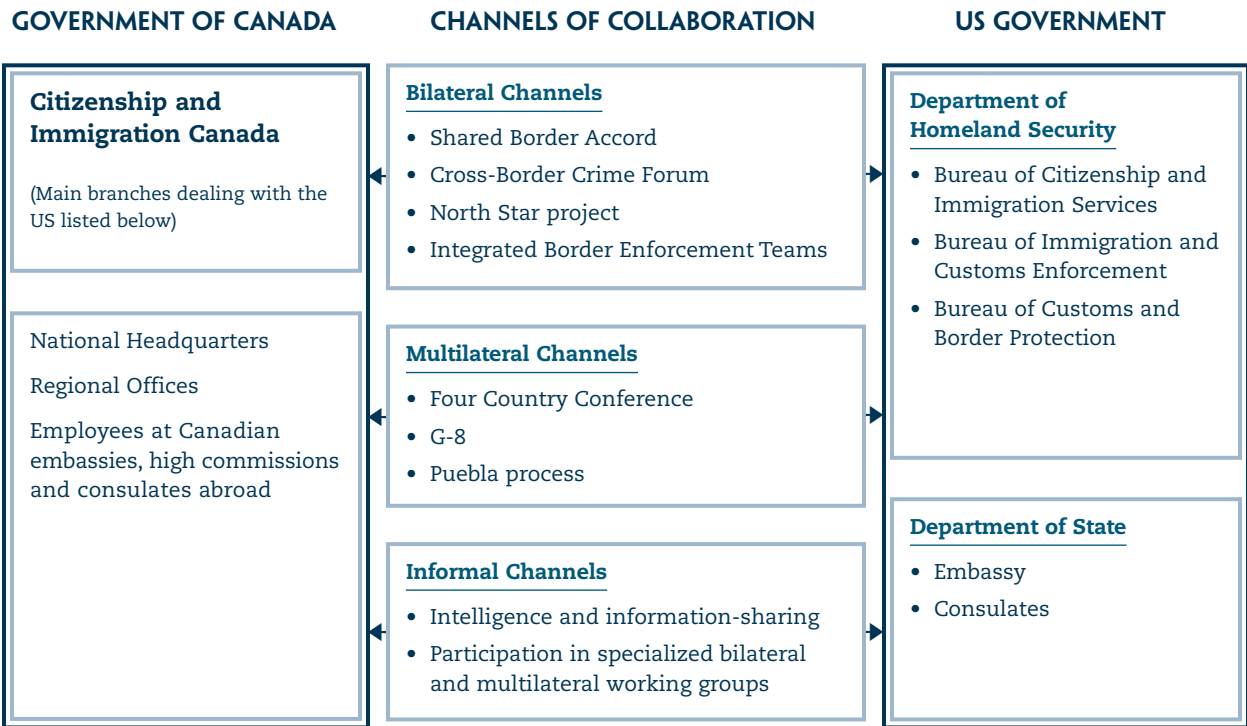 GOVERNMENT OF CANADA
CHANNELS OF COLLABORATION
US GOVERNMENT
Citizenship and
Immigration Canada
(Main branches dealing with the
US listed below)
National Headquarters
Regional Offices
Employees at Canadian
embassies, high commissions
and consulates abroad
Bilateral Channels
• Shared Border Accord
• Cross-Border Crime Forum
• North Star project
• Integrated Border Enforcement Teams
Multilateral Channels
• Four Country Conference
• G-8
• Puebla process
Informal Channels
• Intelligence and information-sharing
• Participation in specialized bilateral
and multilateral working groups
Department of
Homeland Security
• Bureau of Citizenship and
Immigration Services
• Bureau of Immigration and
Customs Enforcement
• Bureau of Customs and
Border Protection
Department of State
• Embassy
• Consulates